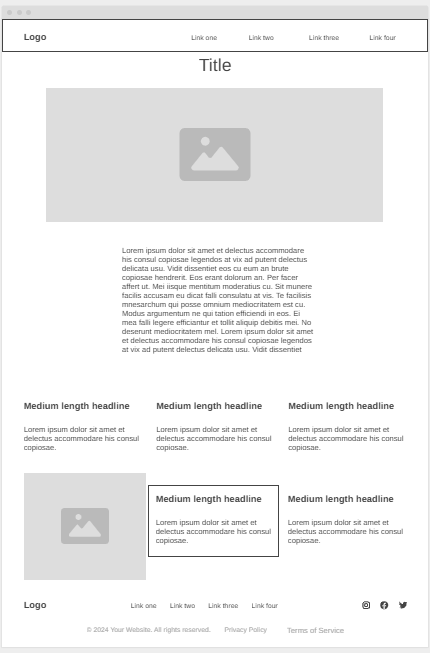 Logo
Link one Link two Link three Link four
Title
Lorem ipsum dolor sit amet et delectus accommodare
his consul copiosae legendos at vix ad putent delectus
delicata usu. Vidit dissentiet eos cu eum an brute
copiosae hendrerit. Eos erant dolorum an. Per facer
affert ut. Mei iisque mentitum moderatius cu. Sit munere
facilis accusam eu dicat falli consulatu at vis. Te facilisis
mnesarchum qui posse omnium mediocritatem est cu.
Modus argumentum ne qui tation efficiendi in eos. Ei
mea falli legere efficiantur et tollit aliquip debitis mei. No
deserunt mediocritatem mel. Lorem ipsum dolor sit amet
et delectus accommodare his consul copiosae legendos
at vix ad putent delectus delicata usu. Vidit dissentiet
Medium length headline
Lorem ipsum dolor sit amet et
delectus accommodare his consul
copiosae.
Medium length headline
Lorem ipsum dolor sit amet et
delectus accommodare his consul
copiosae.
Medium length headline
Lorem ipsum dolor sit amet et
delectus accommodare his consul
copiosae.
Medium length headline
Lorem ipsum dolor sit amet et
delectus accommodare his consul
copiosae.
Medium length headline
Lorem ipsum dolor sit amet et
delectus accommodare his consul
copiosae.
Logo
Link one Link two Link three Link four
© 2024 Your Website. All rights reserved. Privacy Policy Terms of Service